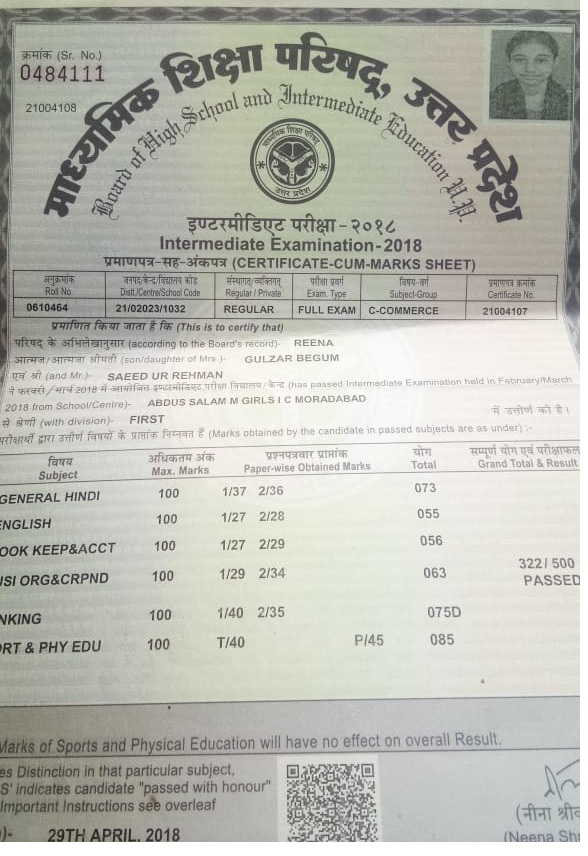 क्रमांक (Sr. No.)
0484111
21004108
माध्यमिक शिक्षा परिषद्, उत्तर प्रदेश
Board of High School and Intermediate Education U.P.
माध्यमिक शिक्षा परिषद्
उत्तर प्रदेश
इण्टरमीडिएट परीक्षा - २०१८
Intermediate Examination-2018
प्रमाणपत्र-सह-अंकपत्र (CERTIFICATE-CUM-MARKS SHEET)
अनुक्रमांक जनपद/केन्द्र/विद्यालय कोड संस्थागत/व्यक्तिगत परीक्षा प्रवर्ग विषय-वर्ग प्रमाणपत्र क्रमांक
Roll No. Dist./Centre/School Code Regular / Private Exam. Type Subject-Group Certificate No.
0610464 21/02023/1032 REGULAR FULL EXAM C-COMMERCE 21004107
प्रमाणित किया जाता है कि (This is to certify that)
परिषद् के अभिलेखानुसार (according to the Board's record)- REENA
आत्मज/आत्मजा श्रीमती (son/daughter of Mrs.)- GULZAR BEGUM
एवं श्री (and Mr.)- SAEED UR REHMAN
ने फरवरी / मार्च 2018 में आयोजित इण्टरमीडिएट परीक्षा विद्यालय/केन्द्र (has passed Intermediate Examination held in February/March
2018 from School/Centre)- ABDUS SALAM M GIRLS I C MORADABAD
से श्रेणी (with division)- FIRST में उत्तीर्ण की है।
परीक्षार्थी द्वारा उत्तीर्ण विषयों के प्राप्तांक निम्नवत हैं (Marks obtained by the candidate in passed subjects are as under) :-
विषय अधिकतम अंक प्रश्नपत्रवार प्राप्तांक योग सम्पूर्ण योग एवं परीक्षाफल
Subject Max. Marks Paper-wise Obtained Marks Total Grand Total & Result
GENERAL HINDI 100 1/37 2/36 073
NGLISH 100 1/27 2/28 055
OOK KEEP&ACCT 100 1/27 2/29 056
SI ORG&CRPND 100 1/29 2/34 063 322/ 500
PASSED
NKING 100 1/40 2/35 075D
RT & PHY EDU 100 T/40 P/45 085
Marks of Sports and Physical Education will have no effect on overall Result.
es Distinction in that particular subject,
S' indicates candidate "passed with honour"
Important Instructions see overleaf
)- 29TH APRIL, 2018
(नीना श्रीव
(Neena Shr